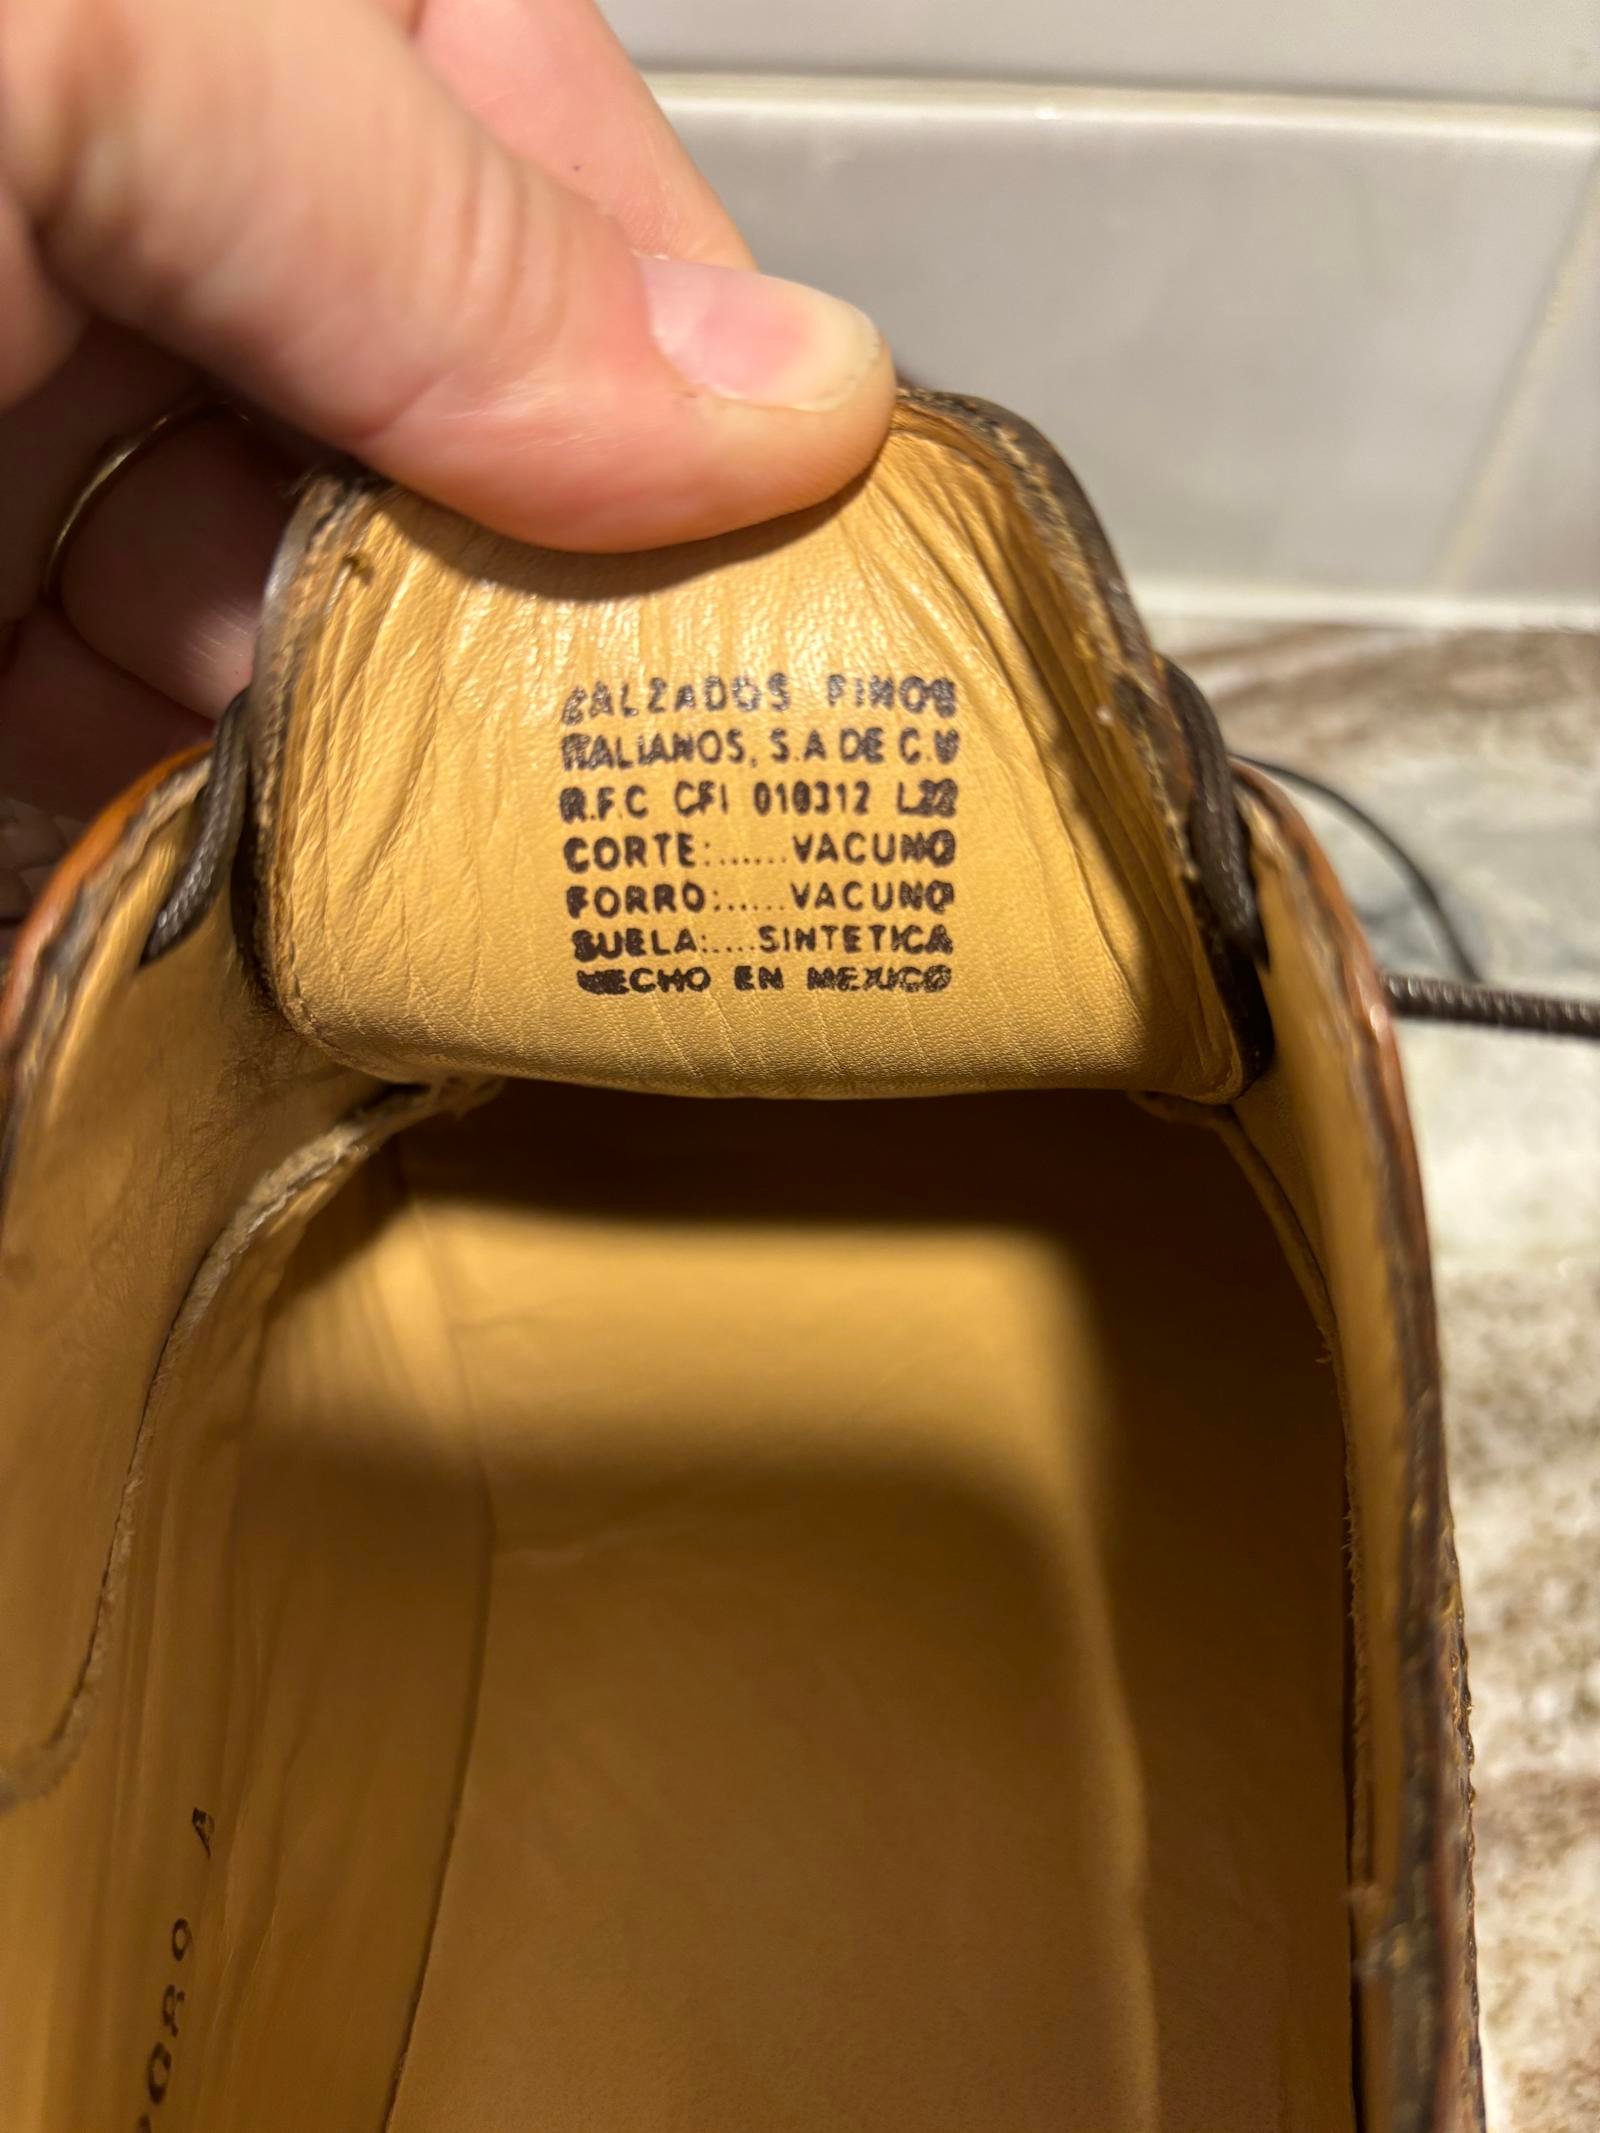 CALZADOS FINOS
ITALIANOS, S.A DE C.V
R.F.C CFI 010312 L22
CORTE:......VACUNO
FORRO:.....VACUNO
SUELA:....SINTETICA
HECHO EN MEXICO
A